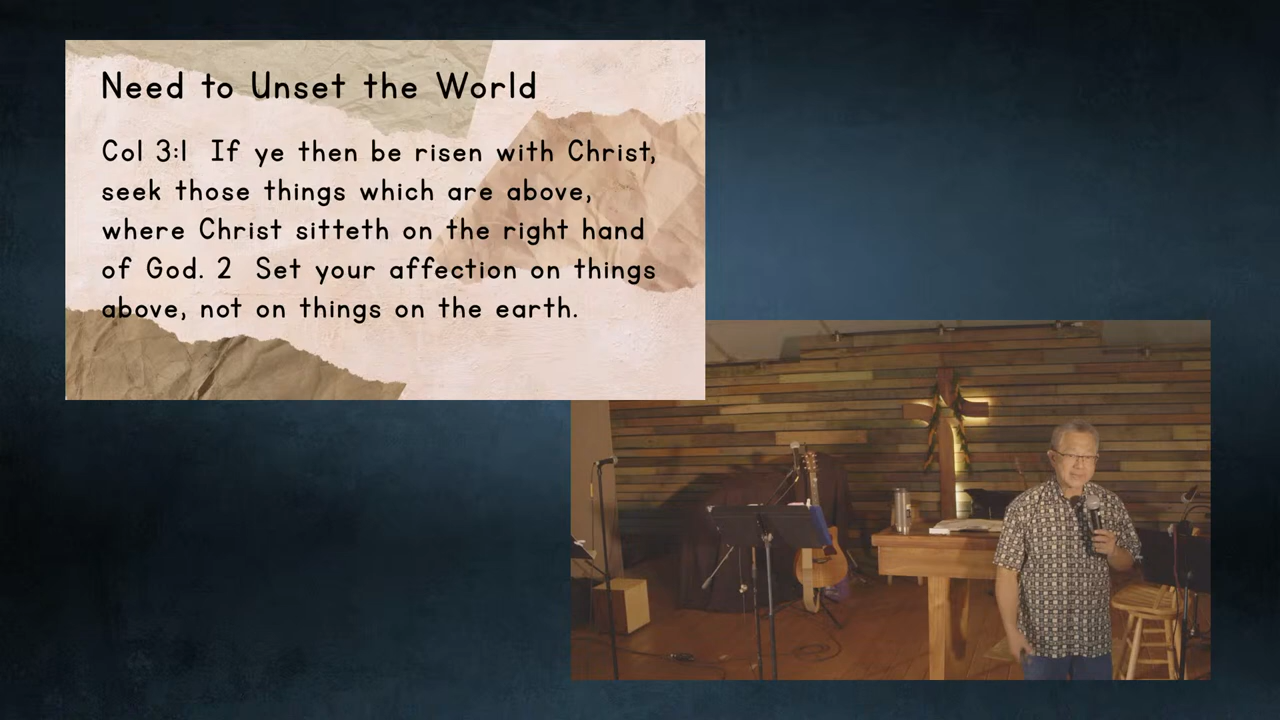 Need to Unset the World
Col 3:1  If ye then be risen with Christ,
seek those things which are above,
where Christ sitteth on the right hand
of God. 2  Set your affection on things
above, not on things on the earth.